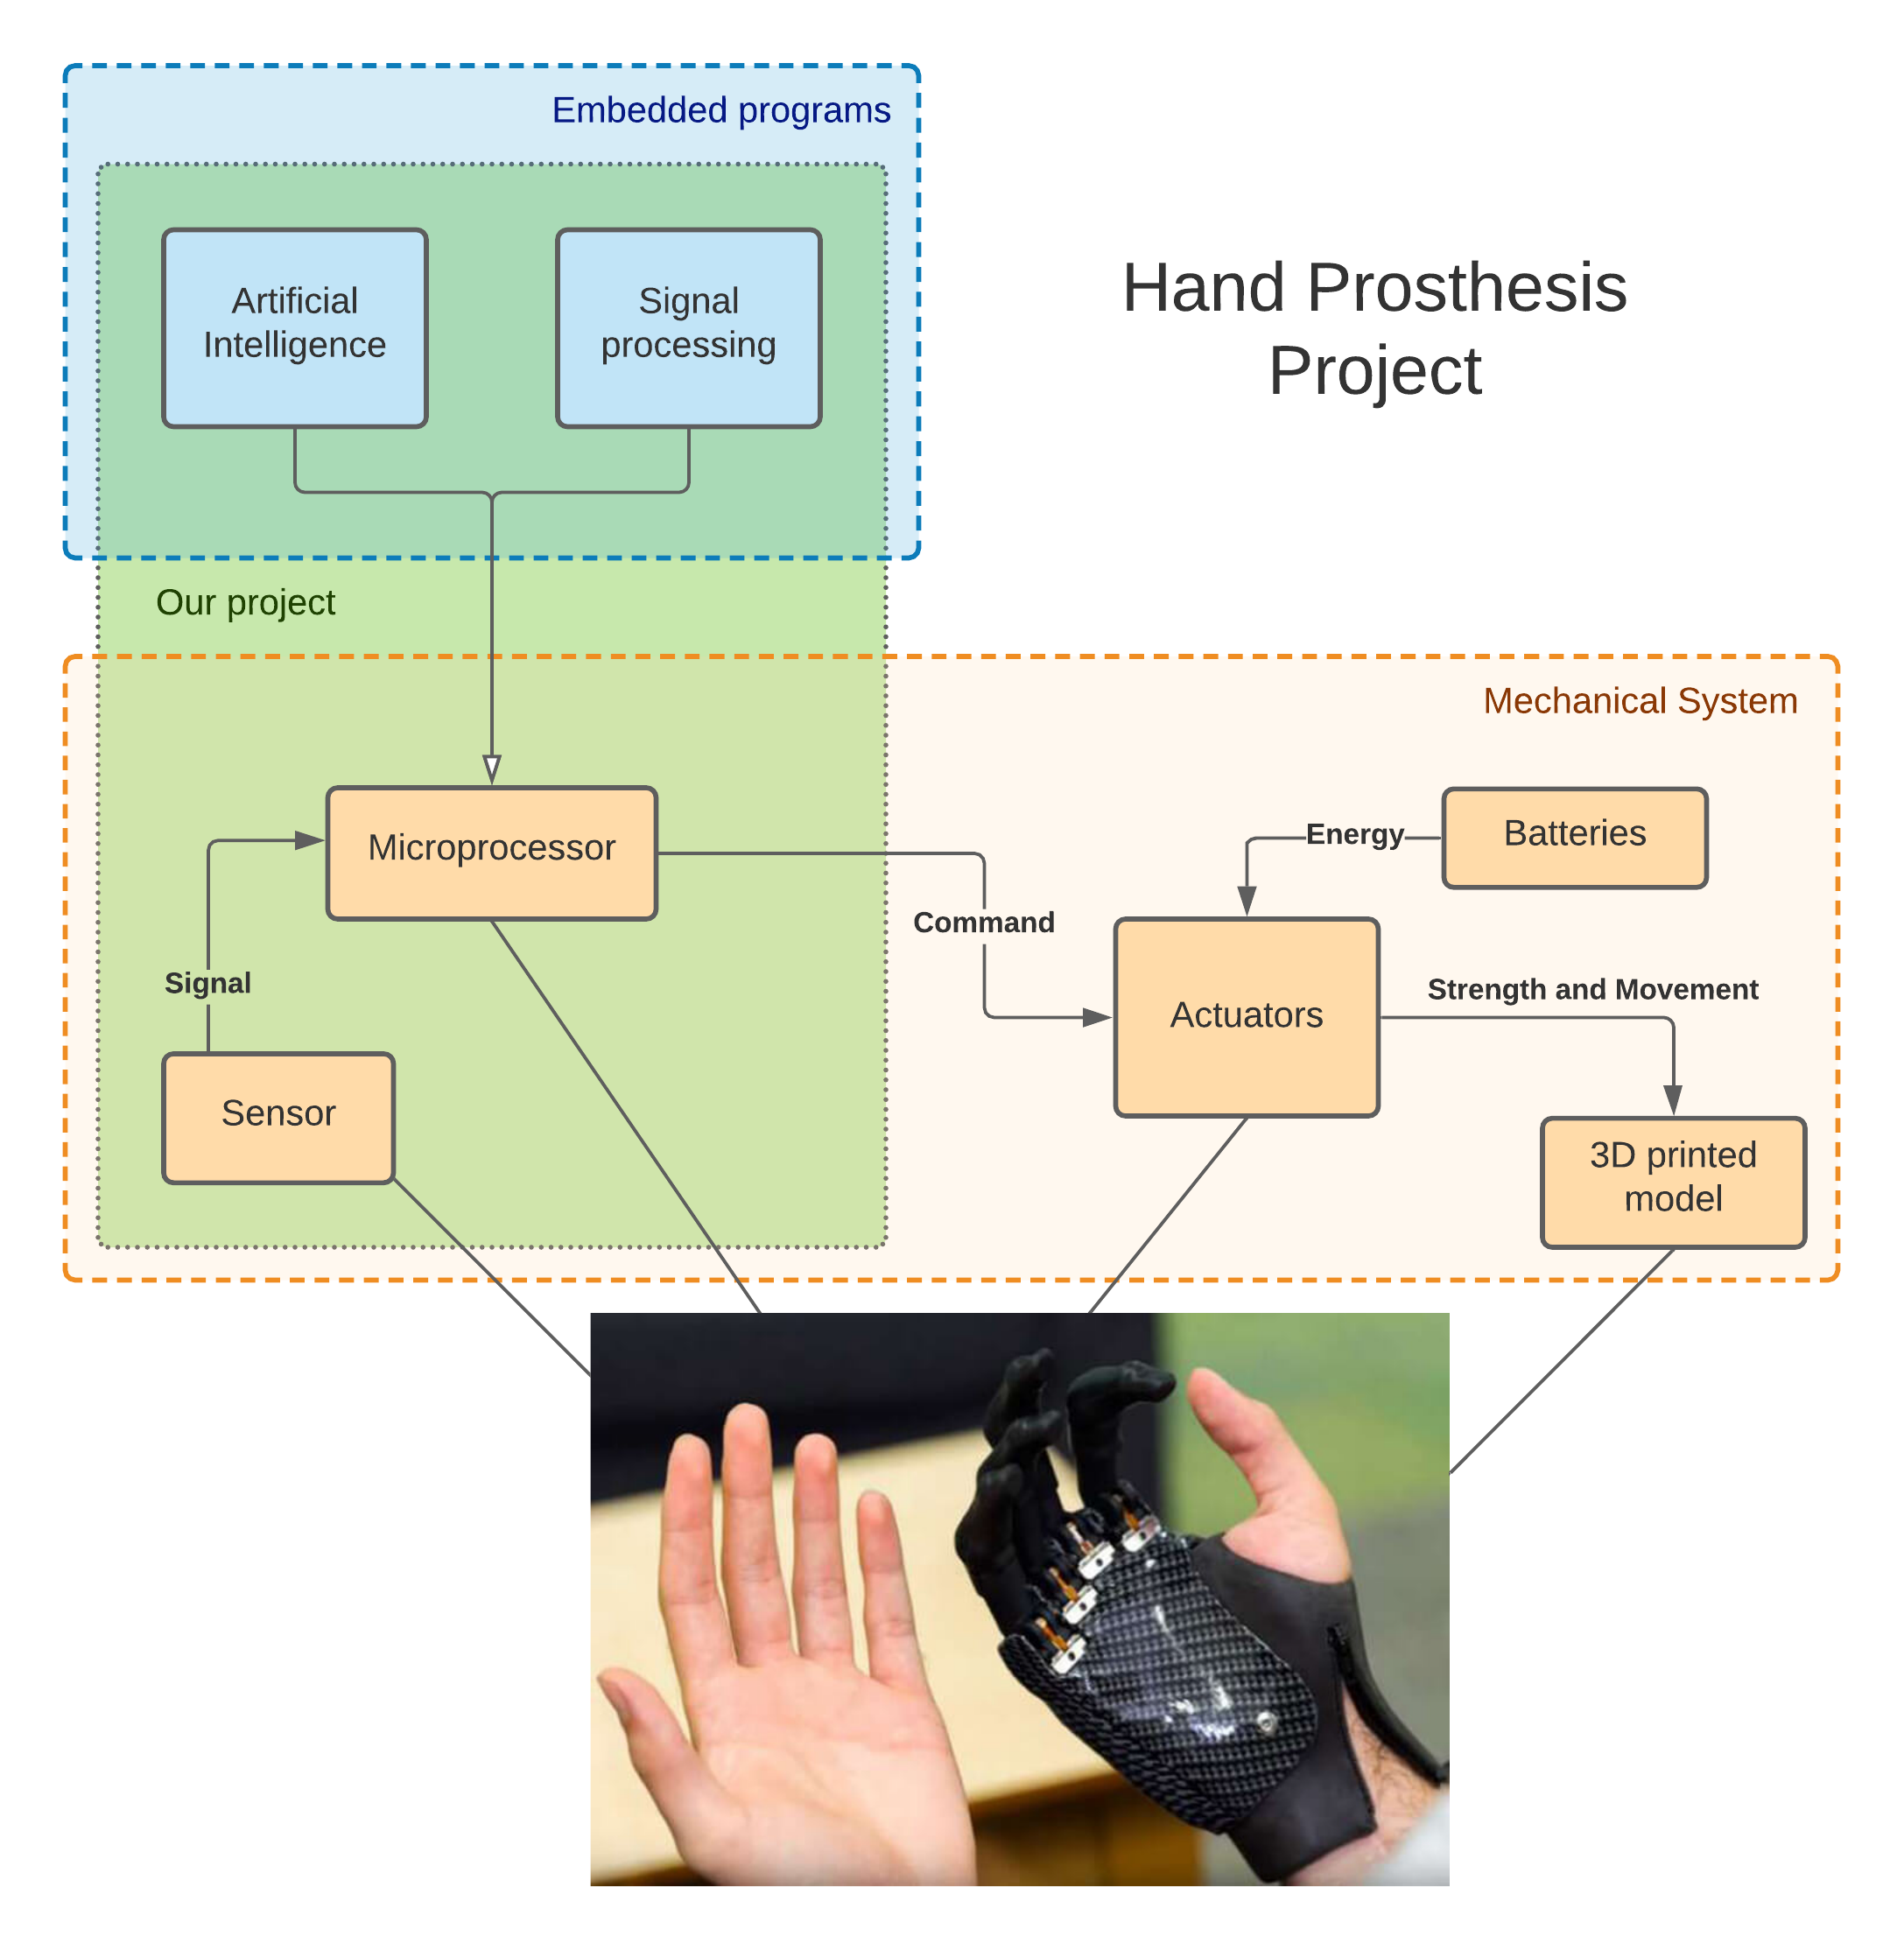 Embedded programs
Artificial
Intelligence
Signal
processing
Hand Prosthesis
Project
Our project
Mechanical System
Microprocessor
Batteries
Energy
Command
Signal
Actuators
Strength and Movement
Sensor
3D printed
model